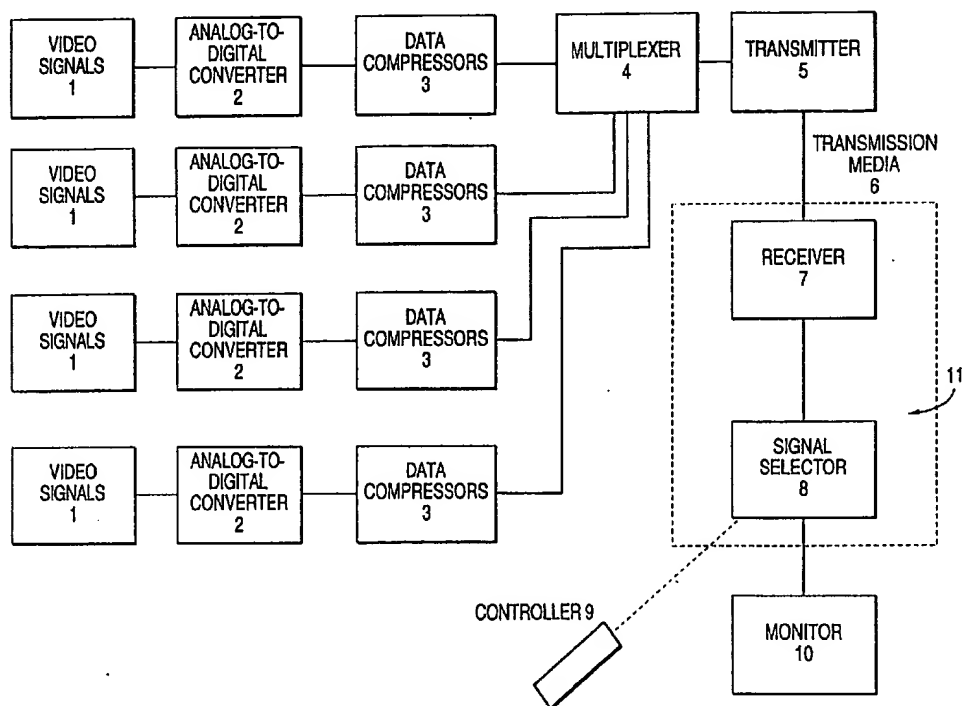 VIDEO
SIGNALS
1
ANALOG-TO-
DIGITAL
CONVERTER
2
DATA
COMPRESSORS
3
MULTIPLEXER
4
TRANSMITTER
5
TRANSMISSION
MEDIA
6
VIDEO
SIGNALS
1
ANALOG-TO-
DIGITAL
CONVERTER
2
DATA
COMPRESSORS
3
RECEIVER
7
VIDEO
SIGNALS
1
ANALOG-TO-
DIGITAL
CONVERTER
2
DATA
COMPRESSORS
3
11
VIDEO
SIGNALS
1
ANALOG-TO-
DIGITAL
CONVERTER
2
DATA
COMPRESSORS
3
SIGNAL
SELECTOR
8
CONTROLLER 9
MONITOR
10